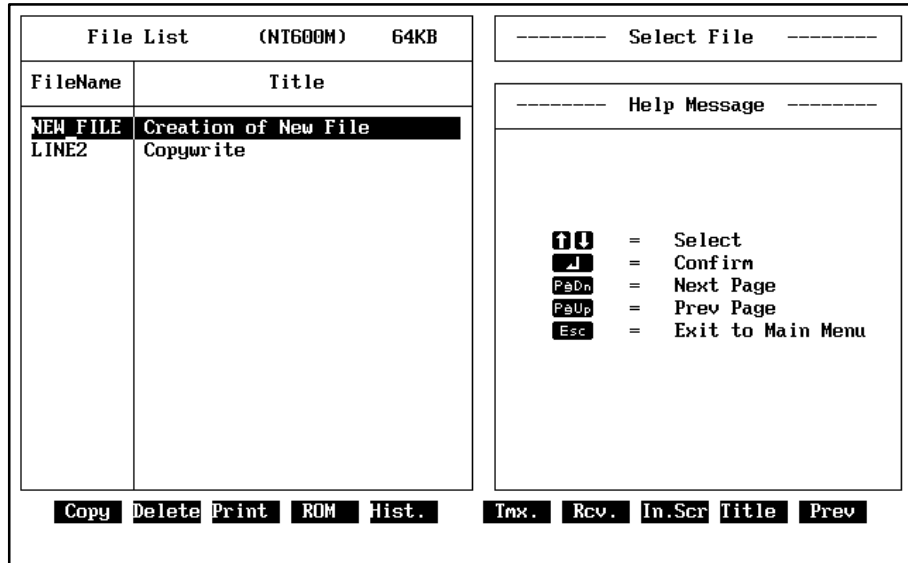 File List (NT600M) 64KB
-------- Select File --------
FileName Title
-------- Help Message --------
NEW_FILE Creation of New File
LINE2 Copywrite
↑ ↓ = Select
↲ = Confirm
PgDn = Next Page
PgUp = Prev Page
Esc = Exit to Main Menu
Copy Delete Print ROM Hist. Tmx. Rcv. In.Scr Title Prev